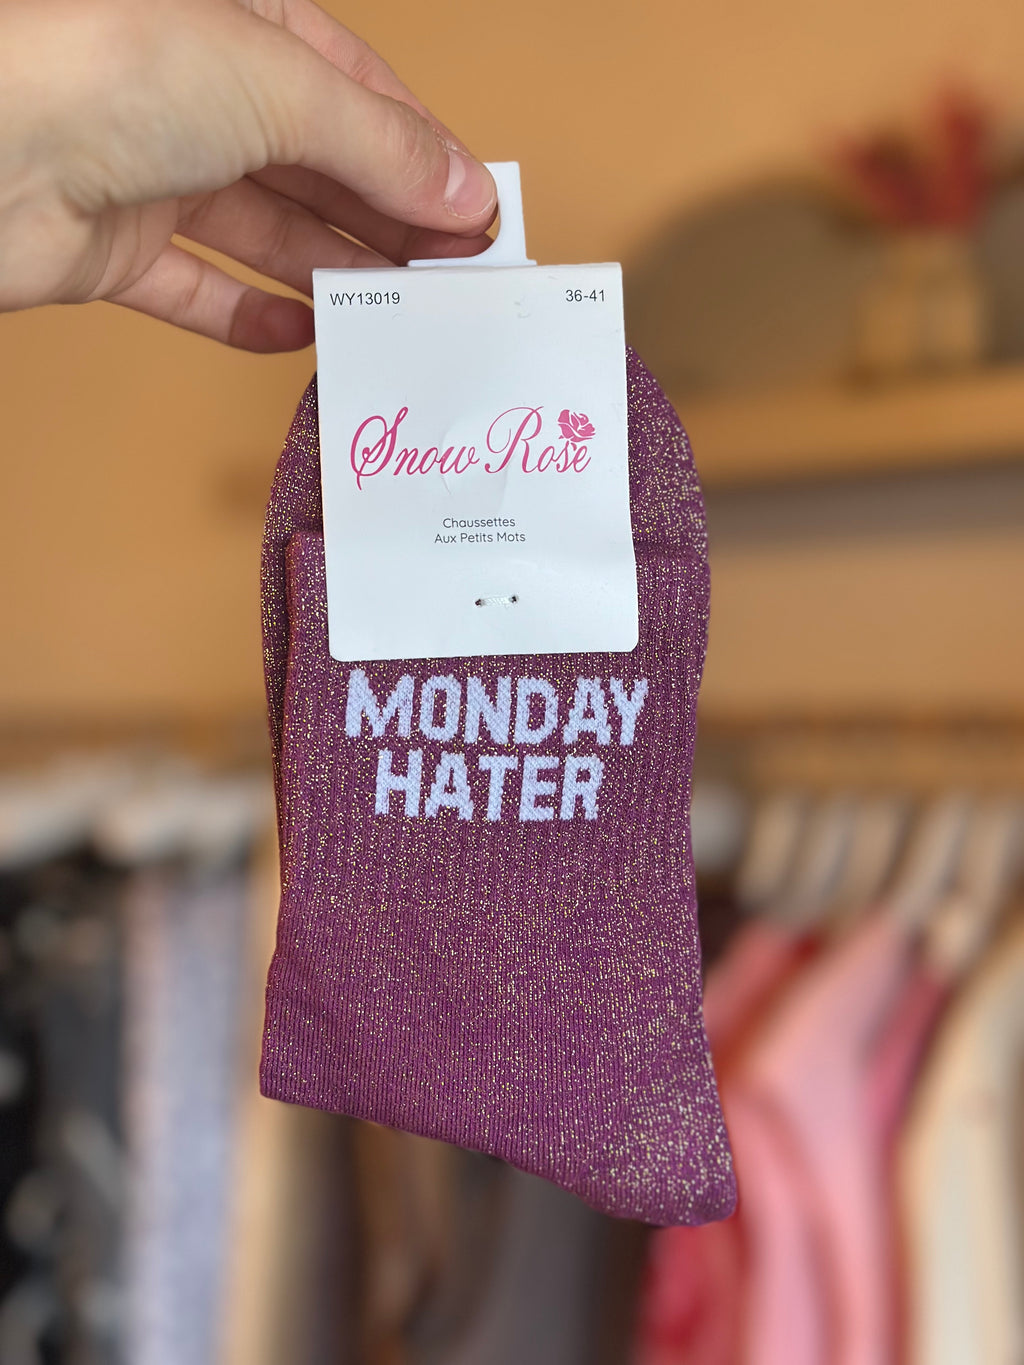 WY13019 36-41
Snow Rose
Chaussettes
Aux Petits Mots
MONDAY
HATER